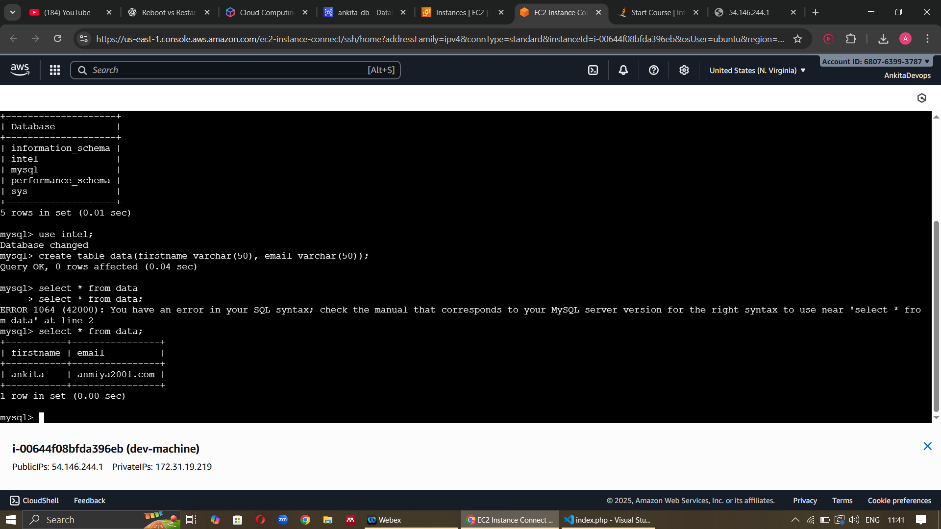 (184) YouTube
Reboot vs Restar
Cloud Computin
ankita_db - Data
Instances | EC2 |
EC2 Instance Co
Start Course | Int
54.146.244.1
https://us-east-1.console.aws.amazon.com/ec2-instance-connect/ssh/home?addressFamily=ipv4&connType=standard&instanceId=i-00644f08bfda396eb&osUser=ubuntu&region=...
aws
Search [Alt+S]
United States (N. Virginia)
Account ID: 6807-6399-3787
AnkitaDevops
+--------------------+
| Database           |
+--------------------+
| information_schema |
| intel              |
| mysql              |
| performance_schema |
| sys                |
+--------------------+
5 rows in set (0.01 sec)
mysql> use intel;
Database changed
mysql> create table data(firstname varchar(50), email varchar(50));
Query OK, 0 rows affected (0.04 sec)
mysql> select * from data
> select * from data;
ERROR 1064 (42000): You have an error in your SQL syntax; check the manual that corresponds to your MySQL server version for the right syntax to use near 'select * fro
m data' at line 2
mysql> select * from data;
+-----------+----------------+
| firstname | email          |
+-----------+----------------+
| ankita    | anmiya2001.com |
+-----------+----------------+
1 row in set (0.00 sec)
mysql>
i-00644f08bfda396eb (dev-machine)
PublicIPs: 54.146.244.1 PrivateIPs: 172.31.19.219
CloudShell Feedback © 2025, Amazon Web Services, Inc. or its affiliates. Privacy Terms Cookie preferences
Search
Webex
EC2 Instance Connect ...
index.php - Visual Stu...
ENG
11:41